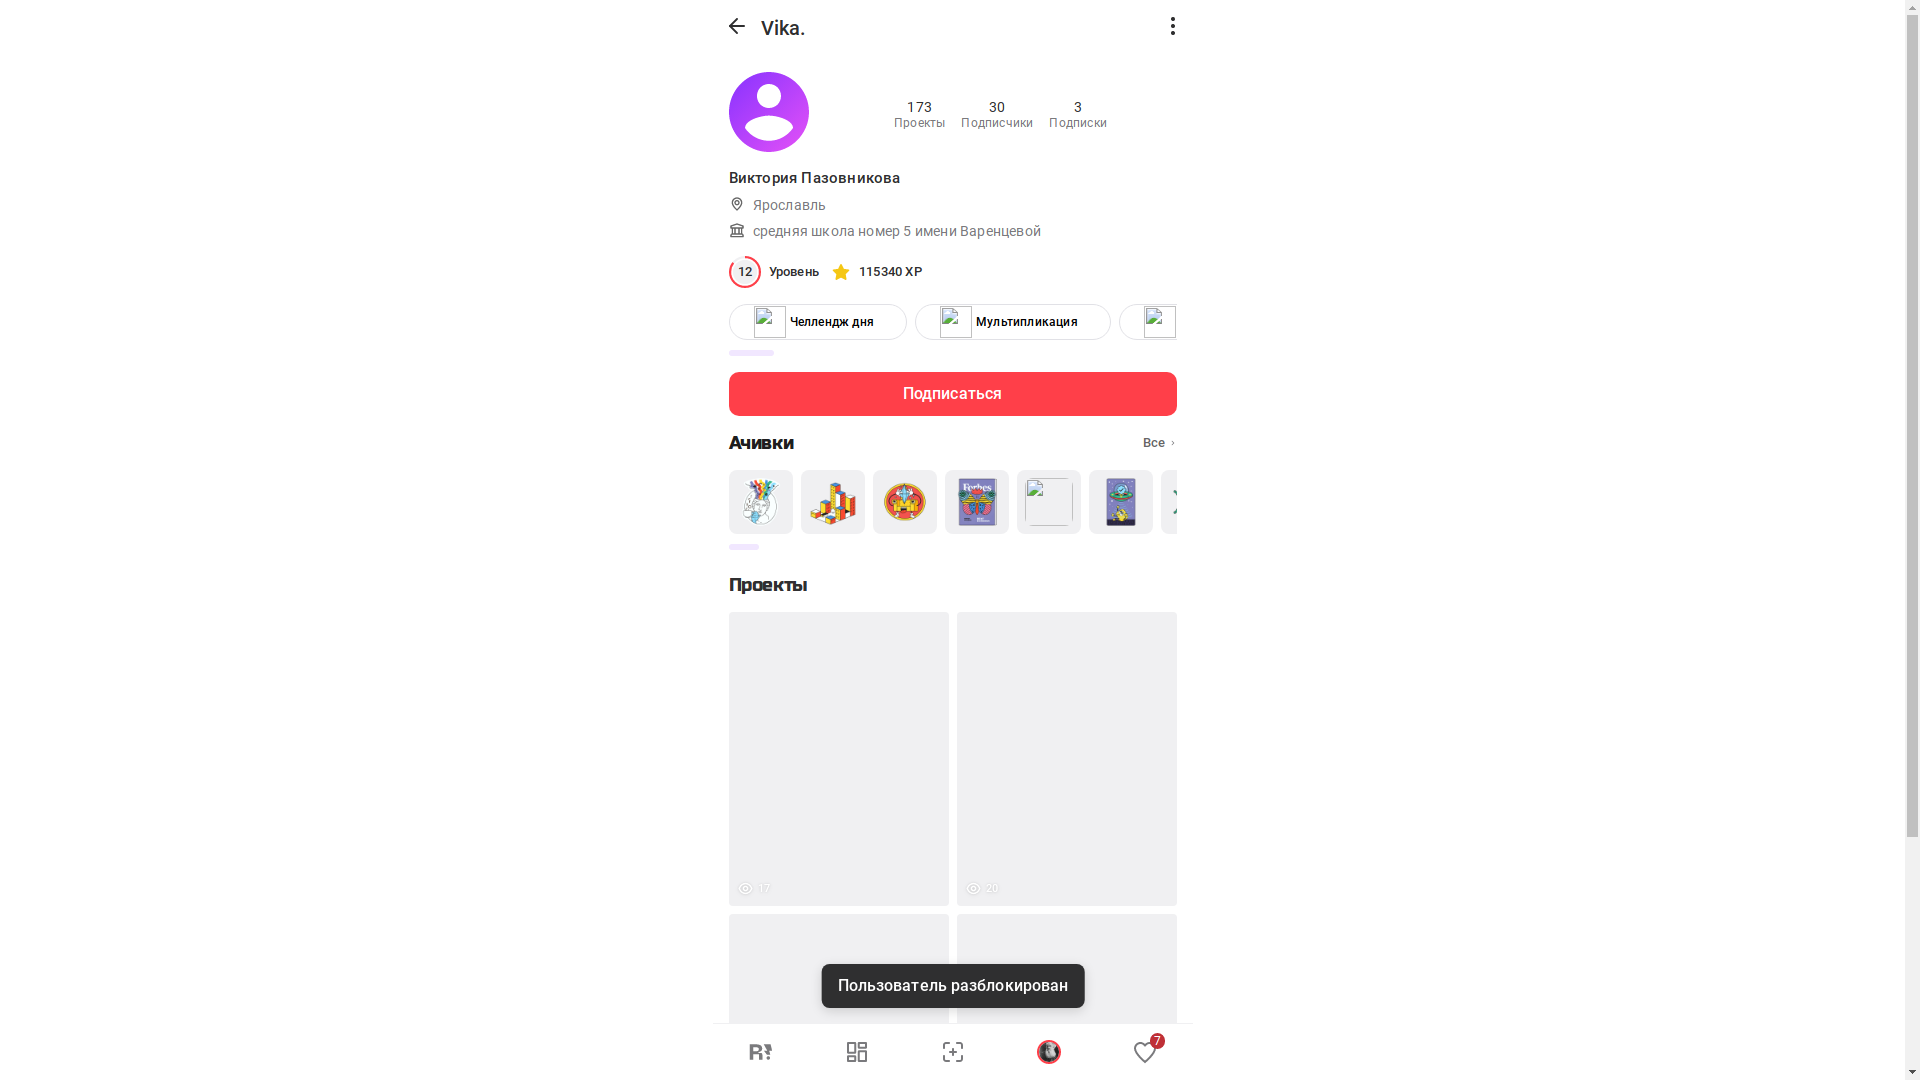 Vika.
173
Проекты
30
Подписчики
3
Подписки
Виктория Пазовникова
Ярославль
средняя школа номер 5 имени Варенцевой
12
Уровень
115340 XP
Челлендж дня
Мультипликация
Подписаться
Ачивки
Все
Forbes
Проекты
17
20
Пользователь разблокирован
R!
7